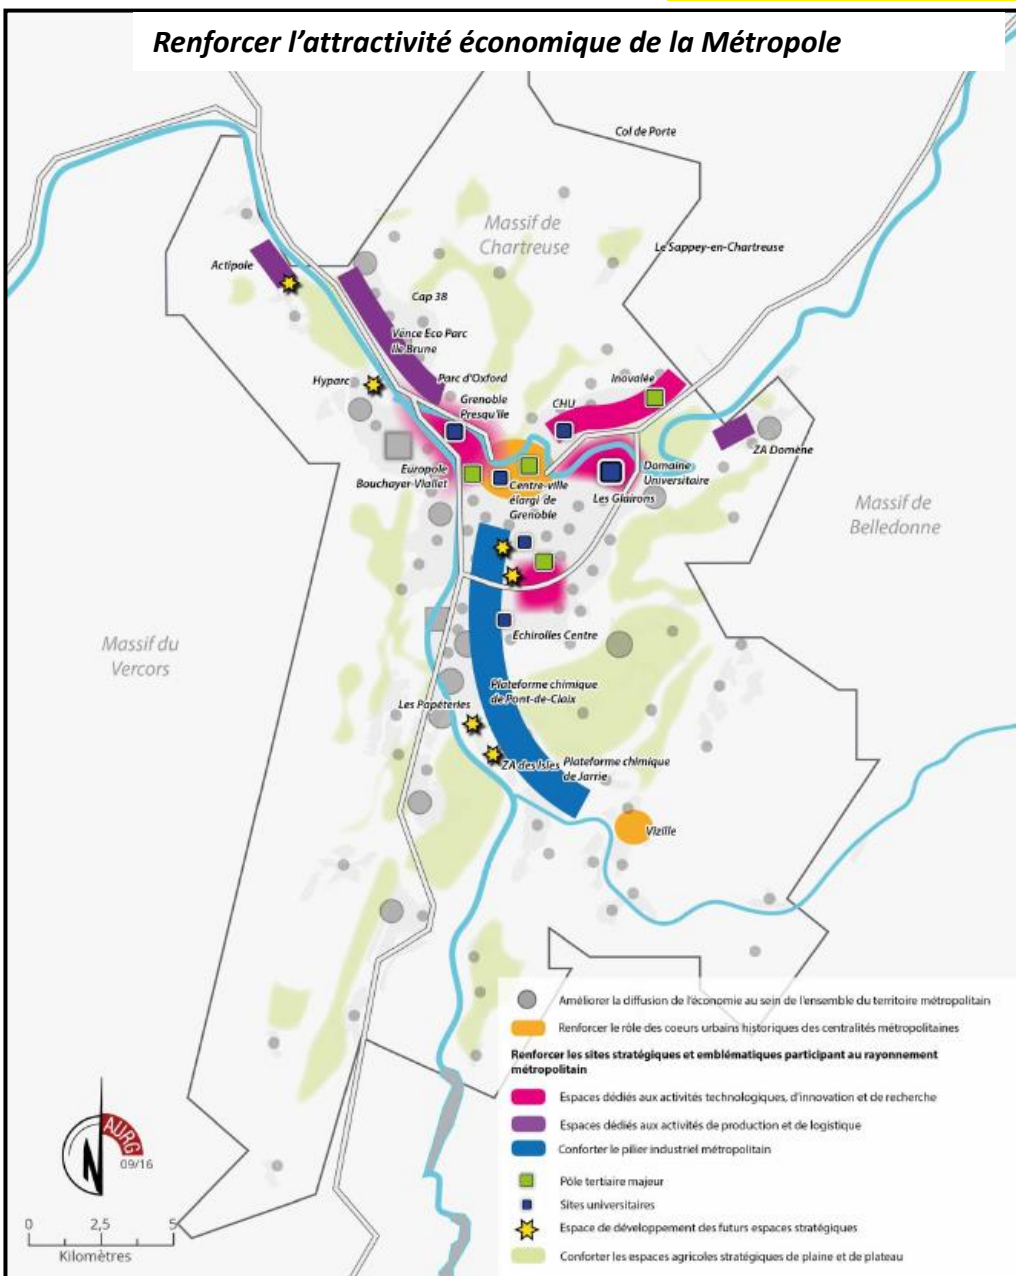 Renforcer l'attractivité économique de la Métropole
Col de Porte
Massif de
Chartreuse
Le Sappey-en-Chartreuse
Actipole
Cap 38
Vence Eco Parc
Ile Brune
Hyparc
Parc d'Oxford
Inovalée
Grenoble
Presqu'île
CHU
ZA Domène
Europole
Bouchayer-Viallet
Domaine
Universitaire
Centre-ville
élargi de
Grenoble
Les Glairons
Massif de
Belledonne
Massif du
Vercors
Echirolles Centre
Plateforme chimique
de Pont-de-Claix
Les Papéteries
ZA des Isles
Plateforme chimique
de Jarrie
Vizille
Améliorer la diffusion de l'économie au sein de l'ensemble du territoire métropolitain
Renforcer le rôle des coeurs urbains historiques des centralités métropolitaines
Renforcer les sites stratégiques et emblématiques participant au rayonnement
métropolitain
Espaces dédiés aux activités technologiques, d'innovation et de recherche
Espaces dédiés aux activités de production et de logistique
Conforter le pilier industriel métropolitain
Pôle tertiaire majeur
Sites universitaires
Espace de développement des futurs espaces stratégiques
Conforter les espaces agricoles stratégiques de plaine et de plateau
AURG
09/16
N
0 2,5 5
Kilomètres